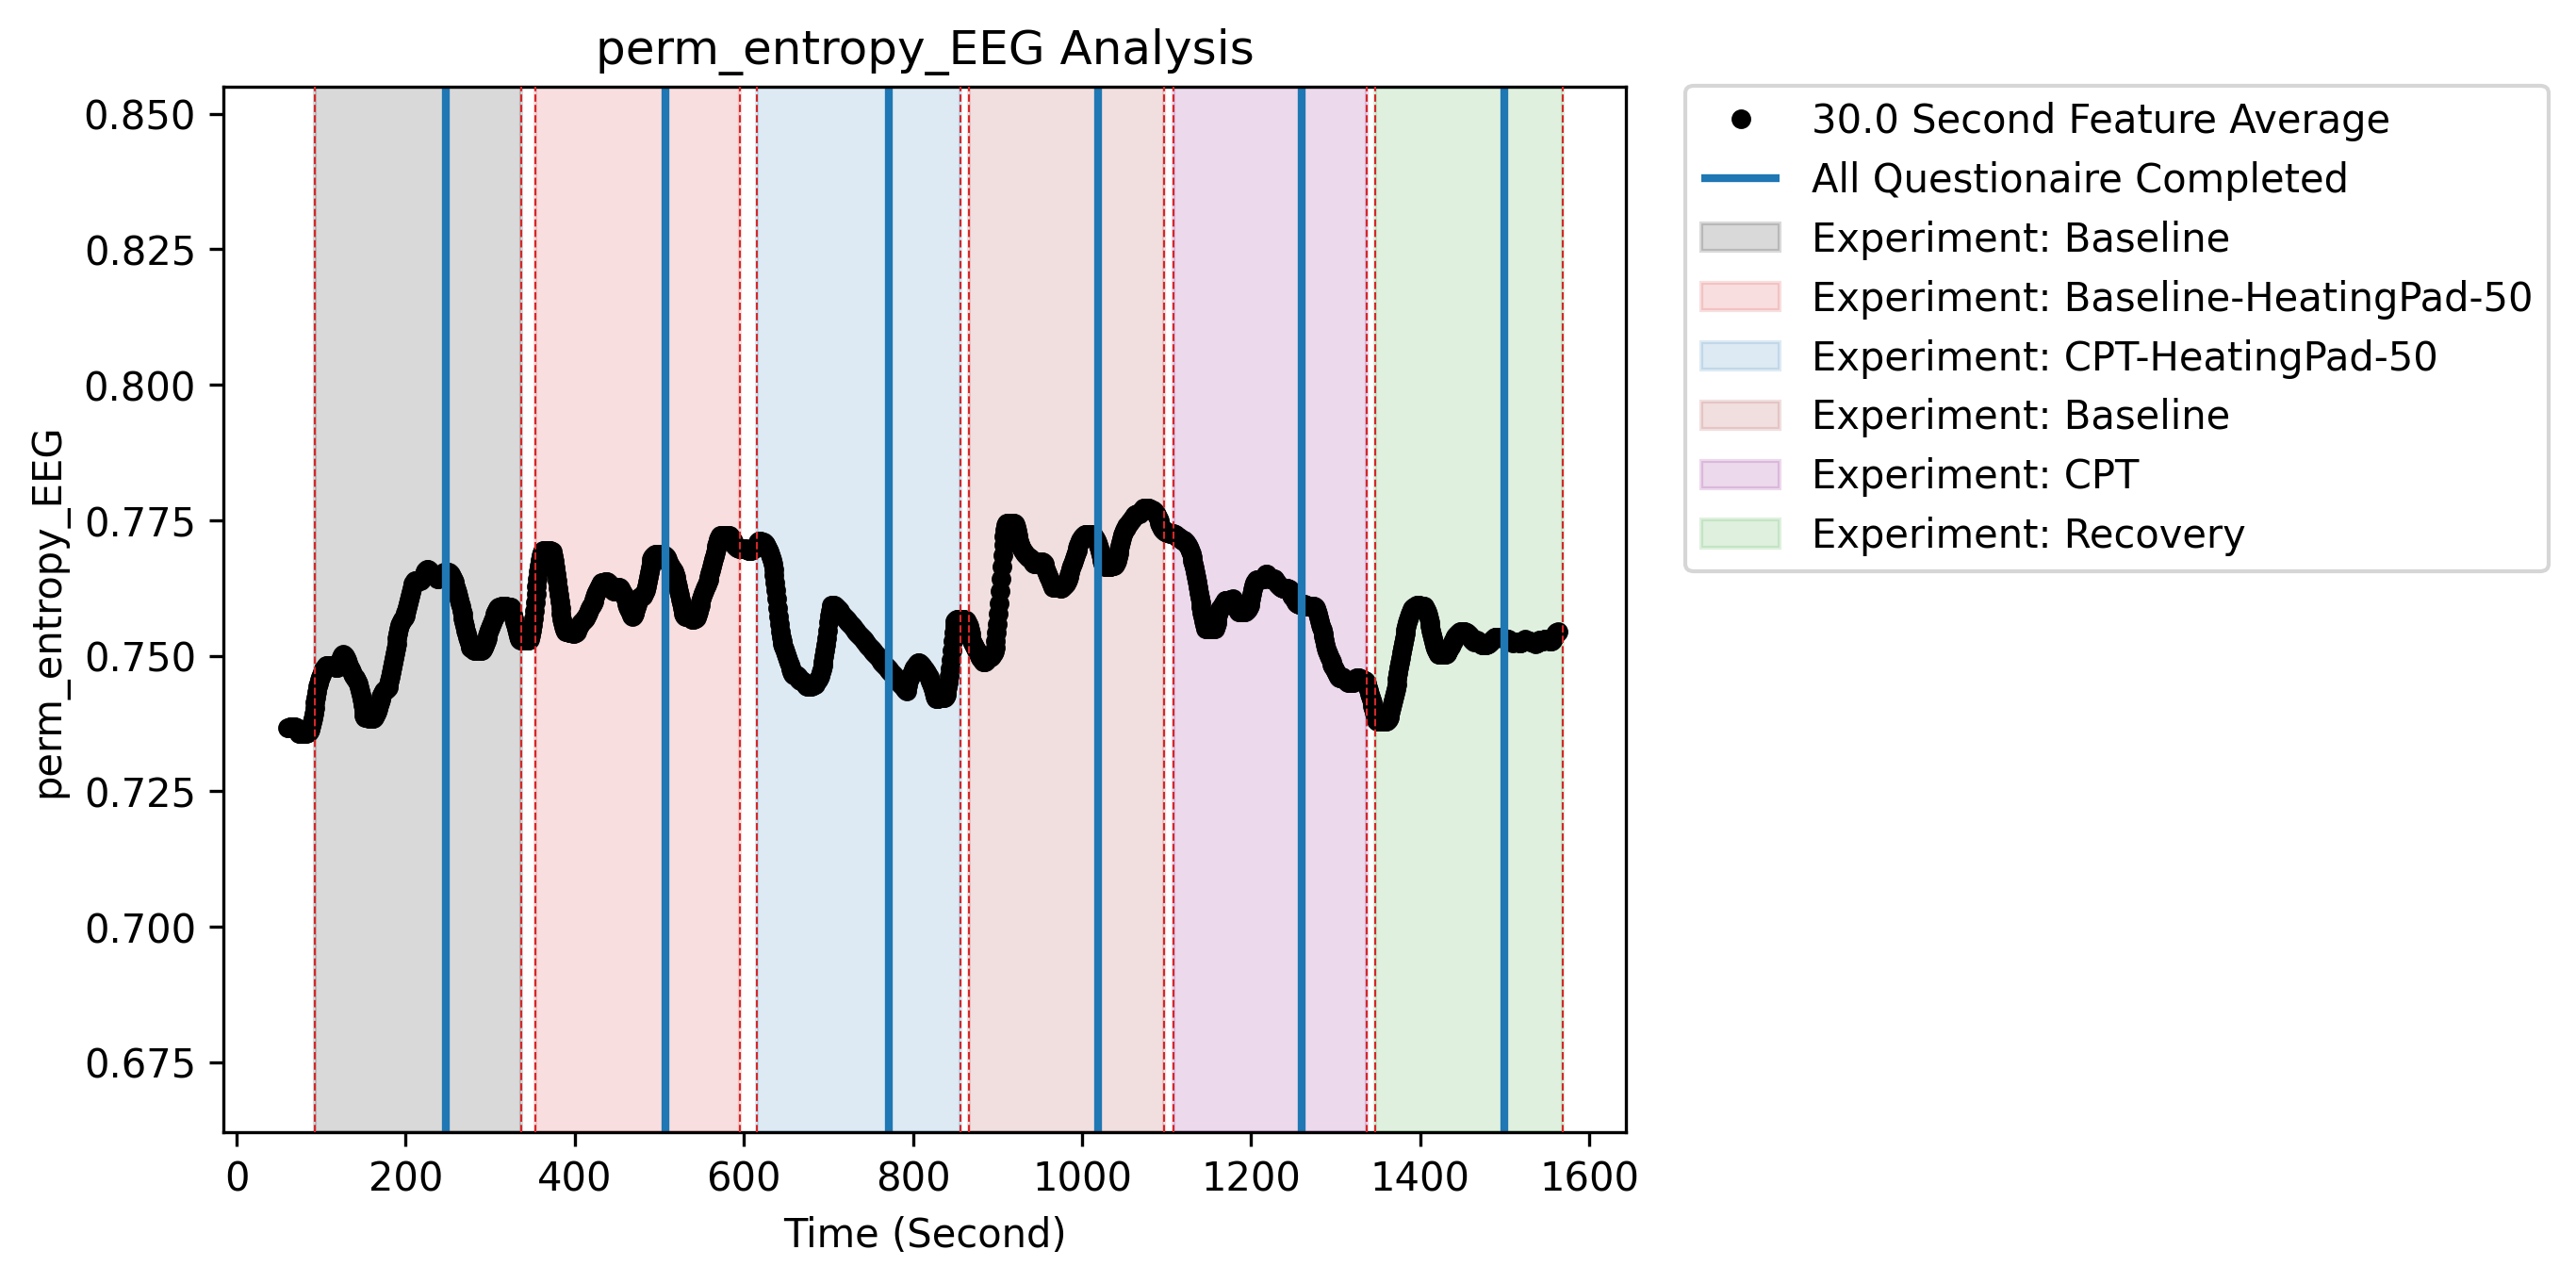 perm_entropy_EEG Analysis
0.850
0.825
0.800
0.775
0.750
0.725
0.700
0.675
perm_entropy_EEG
0 200 400 600 800 1000 1200 1400 1600
Time (Second)
30.0 Second Feature Average
All Questionaire Completed
Experiment: Baseline
Experiment: Baseline-HeatingPad-50
Experiment: CPT-HeatingPad-50
Experiment: Baseline
Experiment: CPT
Experiment: Recovery